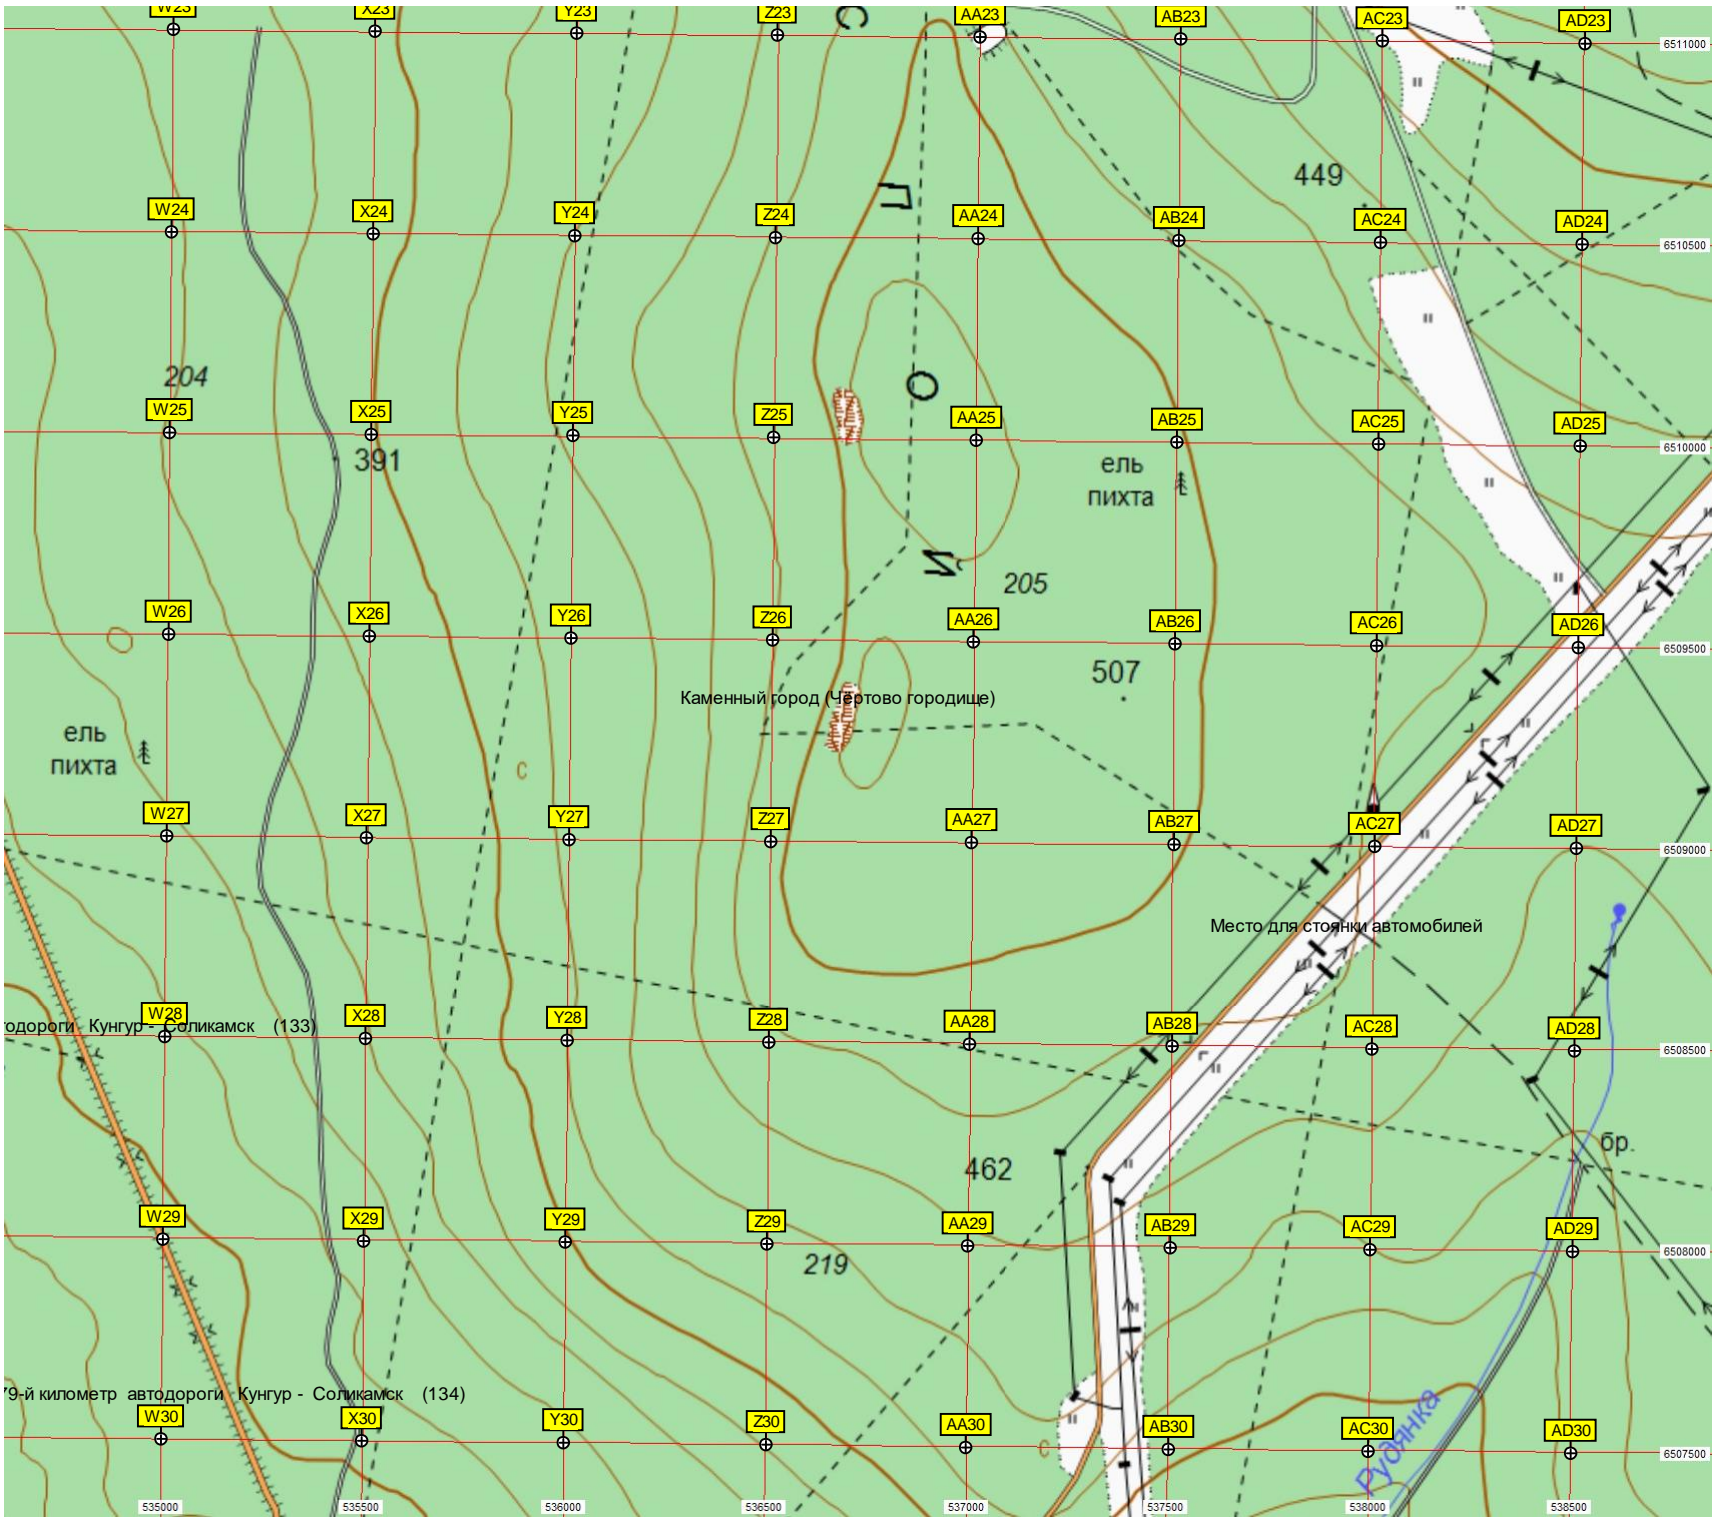 W23 X23 Y23 Z23 AA23 AB23 AC23 AD23
С
6511000
449
П
W24 X24 Y24 Z24 AA24 AB24 AC24 AD24
6510500
204
О
W25 X25 Y25 Z25 AA25 AB25 AC25 AD25
6510000
391
ель
пихта
Й
205
W26 X26 Y26 Z26 AA26 AB26 AC26 AD26
6509500
507
Каменный город (Чёртово городище)
ель
пихта
С
W27 X27 Y27 Z27 AA27 AB27 AC27 AD27
6509000
Место для стоянки автомобилей
W28 X28 Y28 Z28 AA28 AB28 AC28 AD28
тодороги Кунгур - Соликамск (133)
6508500
бр.
462
W29 X29 Y29 Z29 AA29 AB29 AC29 AD29
6508000
219
79-й километр автодороги Кунгур - Соликамск (134)
Рудянка
W30 X30 Y30 Z30 AA30 AB30 AC30 AD30
С
6507500
535000 535500 536000 536500 537000 537500 538000 538500